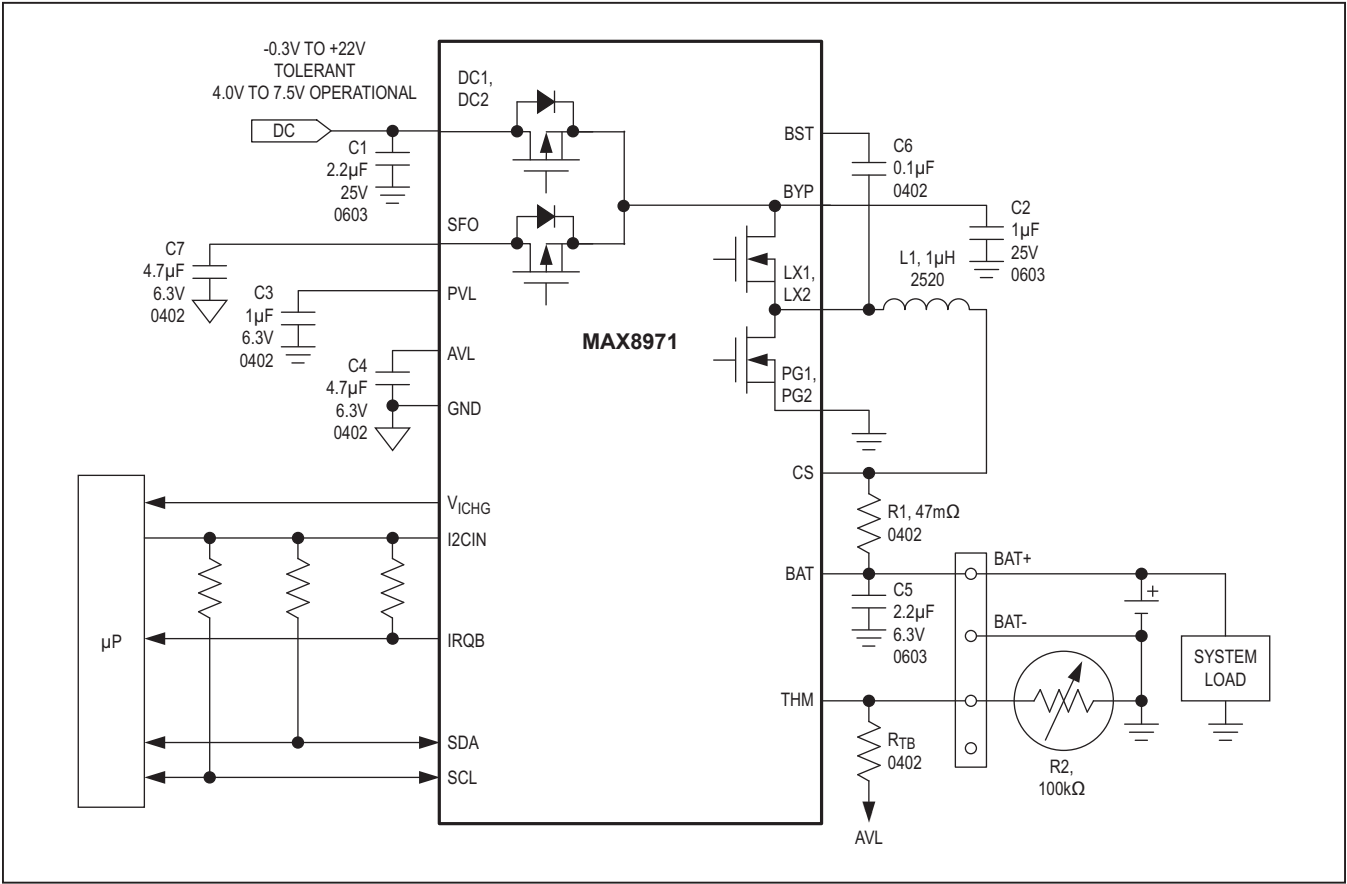 -0.3V TO +22V
TOLERANT
4.0V TO 7.5V OPERATIONAL
DC
C1
2.2µF
25V
0603
DC1,
DC2
SFO
C7
4.7µF
6.3V
0402
C3
1µF
6.3V
0402
PVL
AVL
C4
4.7µF
6.3V
0402
GND
MAX8971
BST
C6
0.1µF
0402
BYP
C2
1µF
25V
0603
LX1,
LX2
L1, 1µH
2520
PG1,
PG2
CS
R1, 47mΩ
0402
BAT
C5
2.2µF
6.3V
0603
BAT+
+
BAT-
SYSTEM
LOAD
THM
RTB
0402
AVL
R2,
100kΩ
µP
VICHG
I2CIN
IRQB
SDA
SCL